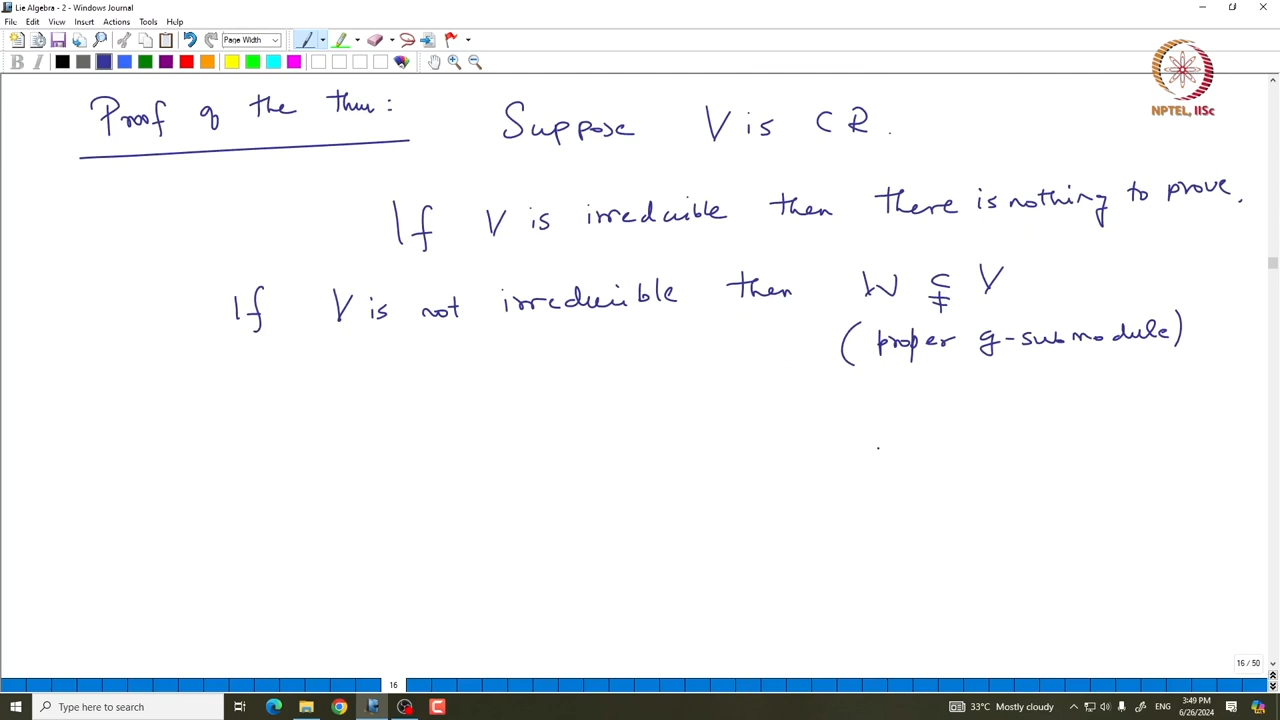 Lie Algebra - 2 - Windows Journal
File Edit View Insert Actions Tools Help
Page Width
B I
NPTEL, IISc
Proof of the thm: Suppose V is CR.
If V is irreducible then there is nothing to prove.
If V is not irreducible then W ⊊ V
(proper g-submodule)
16 / 50
16
Type here to search
33°C Mostly cloudy
3:49 PM
6/26/2024